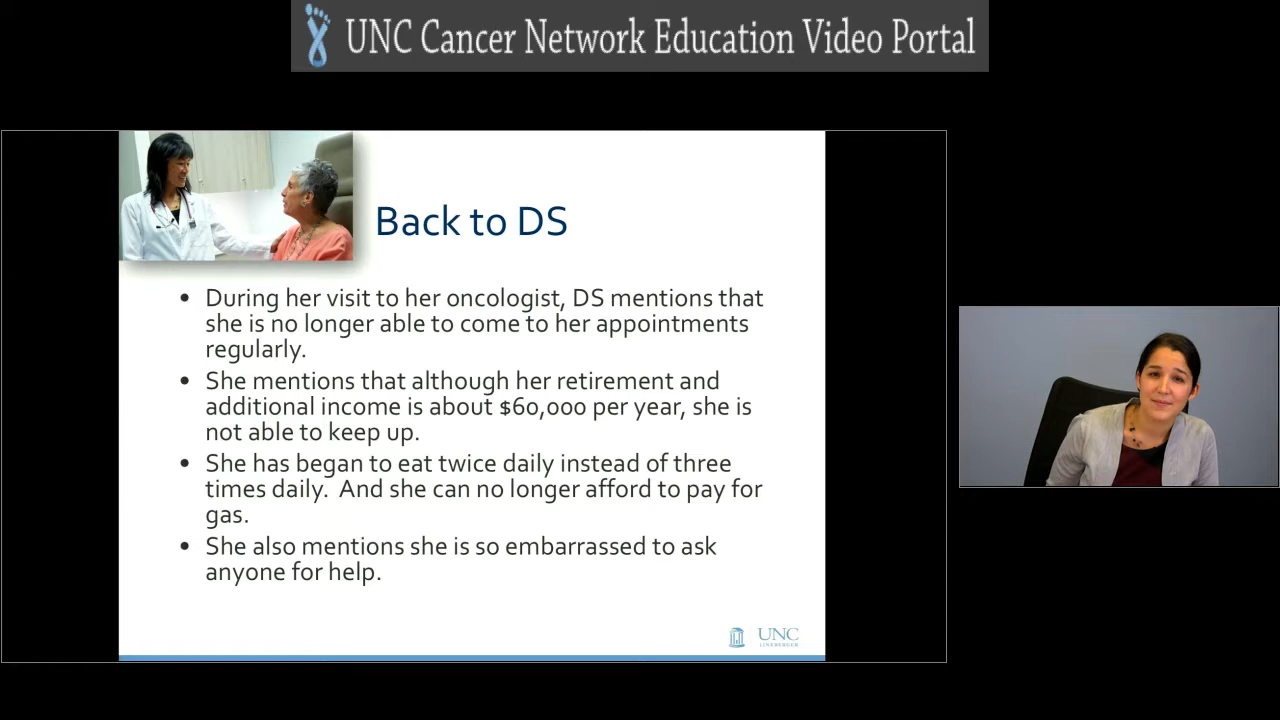 UNC Cancer Network Education Video Portal
Back to DS
• During her visit to her oncologist, DS mentions that
she is no longer able to come to her appointments
regularly.
• She mentions that although her retirement and
additional income is about $60,000 per year, she is
not able to keep up.
• She has began to eat twice daily instead of three
times daily.  And she can no longer afford to pay for
gas.
• She also mentions she is so embarrassed to ask
anyone for help.
UNC
LINEBERGER